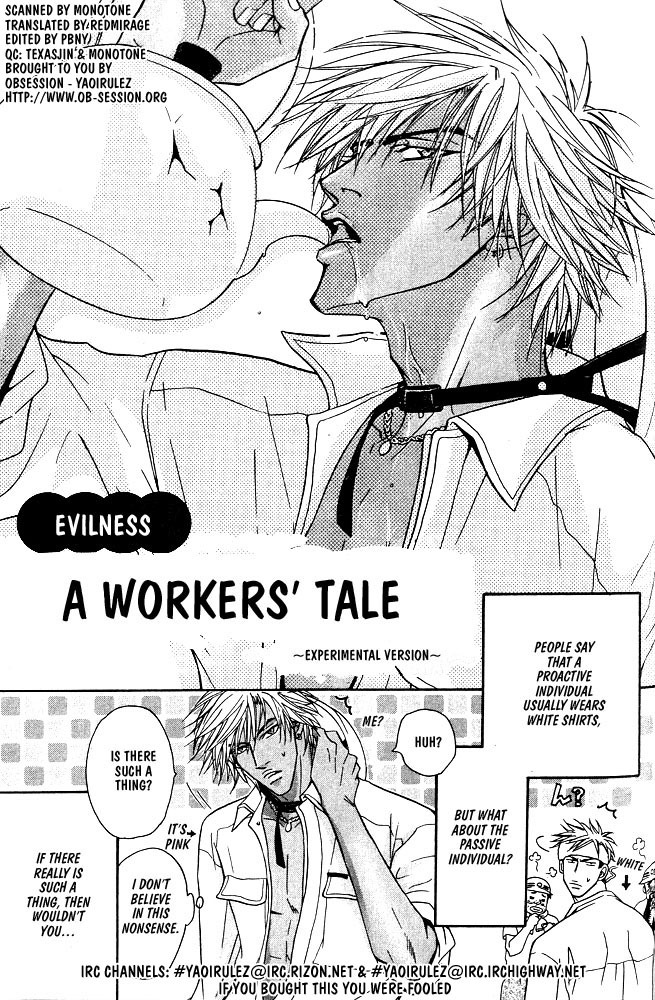 SCANNED BY MONOTONE
TRANSLATED BY: REDMIRAGE
EDITED BY PBNYJ
QC: TEXASJIN & MONOTONE
BROUGHT TO YOU BY
OBSESSION - YAOIRULEZ
HTTP://WWW.OB-SESSION.ORG
EVILNESS
A WORKERS' TALE
~EXPERIMENTAL VERSION~
PEOPLE SAY
THAT A
PROACTIVE
INDIVIDUAL
USUALLY WEARS
WHITE SHIRTS,
BUT WHAT
ABOUT THE
PASSIVE
INDIVIDUAL?
ん?
WHITE
HUH?
ME?
IS THERE
SUCH A
THING?
IT'S
PINK
I DON'T
BELIEVE
IN THIS
NONSENSE.
IF THERE
REALLY IS
SUCH A
THING, THEN
WOULDN'T
YOU...
IRC CHANNELS: #YAOIRULEZ@IRC.RIZON.NET & #YAOIRULEZ@IRC.IRCHIGHWAY.NET
IF YOU BOUGHT THIS YOU WERE FOOLED